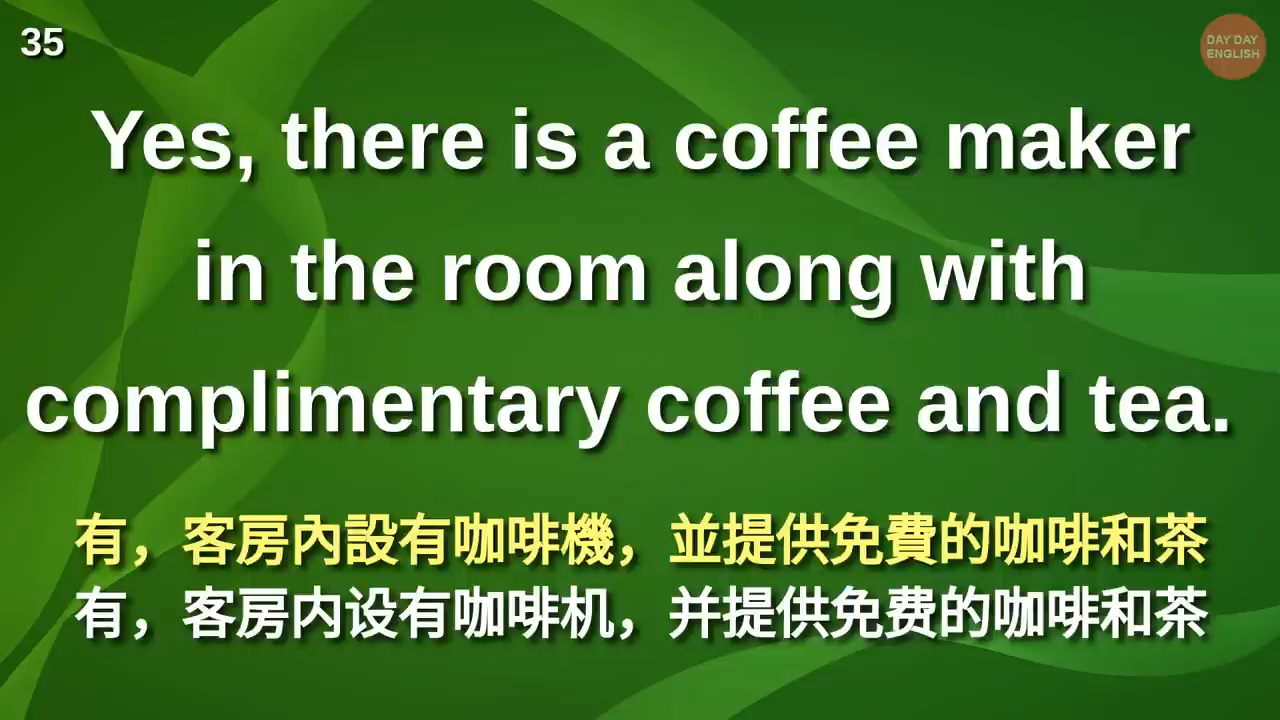 35
DAY DAY
ENGLISH
Yes, there is a coffee maker
in the room along with
complimentary coffee and tea.
有，客房內設有咖啡機，並提供免費的咖啡和茶
有，客房内设有咖啡机，并提供免费的咖啡和茶